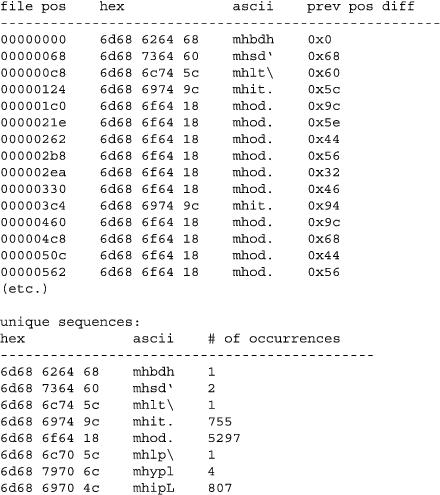 file pos hex ascii prev pos diff
----------------------------------------------------------
00000000 6d68 6264 68 mhbdh 0x0
00000068 6d68 7364 60 mhsd‘ 0x68
000000c8 6d68 6c74 5c mhlt\ 0x60
00000124 6d68 6974 9c mhit. 0x5c
000001c0 6d68 6f64 18 mhod. 0x9c
0000021e 6d68 6f64 18 mhod. 0x5e
00000262 6d68 6f64 18 mhod. 0x44
000002b8 6d68 6f64 18 mhod. 0x56
000002ea 6d68 6f64 18 mhod. 0x32
00000330 6d68 6f64 18 mhod. 0x46
000003c4 6d68 6974 9c mhit. 0x94
00000460 6d68 6f64 18 mhod. 0x9c
000004c8 6d68 6f64 18 mhod. 0x68
0000050c 6d68 6f64 18 mhod. 0x44
00000562 6d68 6f64 18 mhod. 0x56
(etc.)
unique sequences:
hex ascii # of occurrences
--------------------------------------------------
6d68 6264 68 mhbdh 1
6d68 7364 60 mhsd‘ 2
6d68 6c74 5c mhlt\ 1
6d68 6974 9c mhit. 755
6d68 6f64 18 mhod. 5297
6d68 6c70 5c mhlp\ 1
6d68 7970 6c mhypl 4
6d68 6970 4c mhipL 807